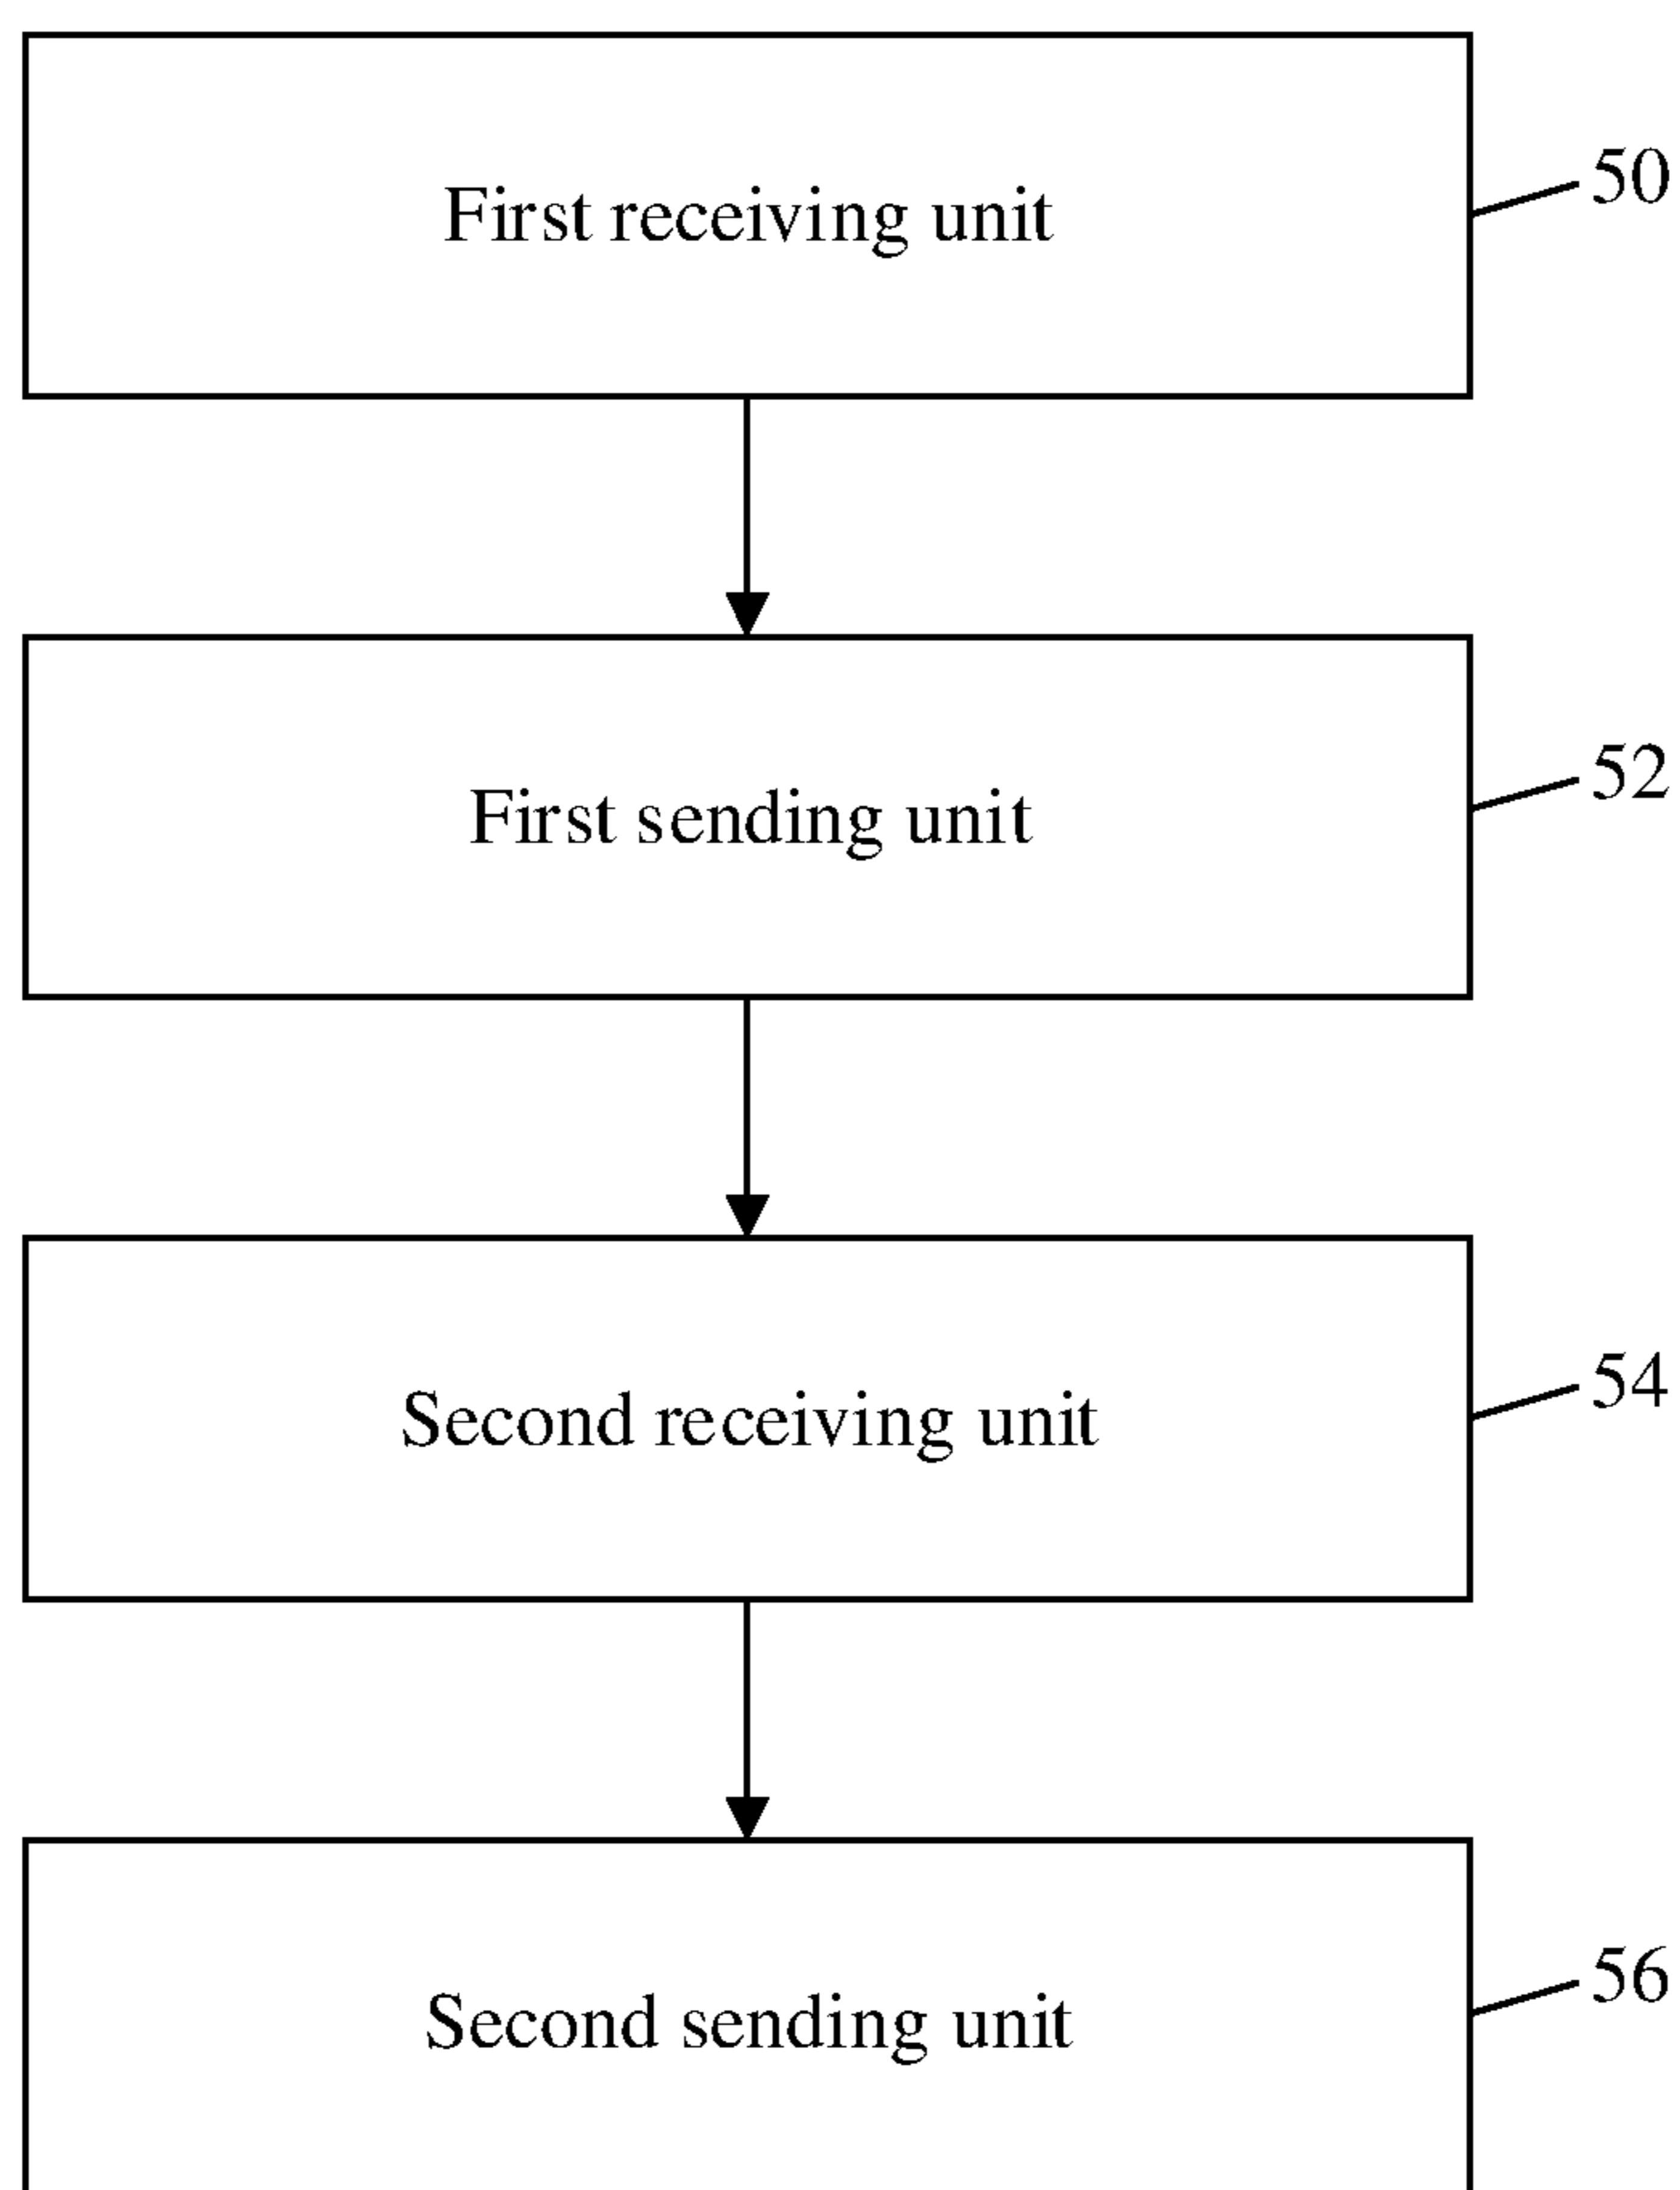 First receiving unit
50
First sending unit
52
Second receiving unit
54
Second sending unit
56